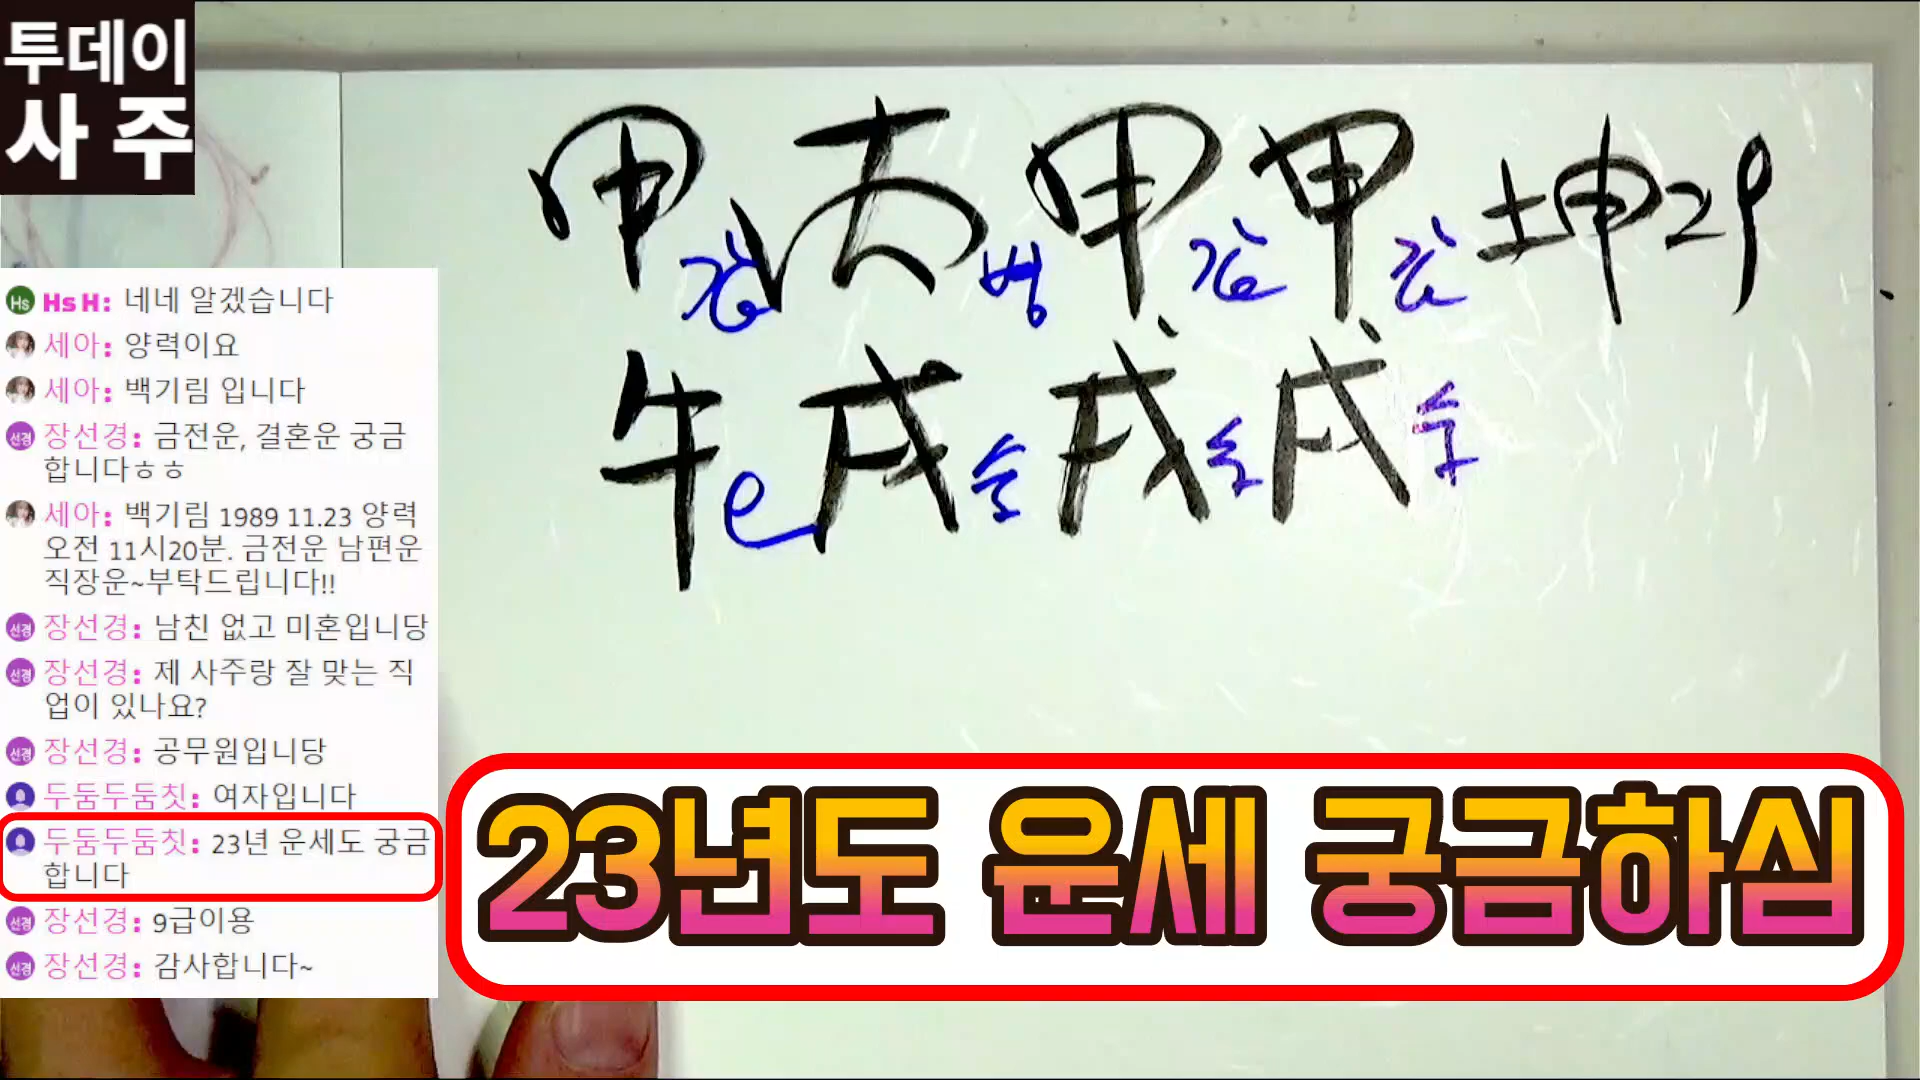 투데이
사주
甲 丙 甲 甲 坤29
갑 병 갑 갑
午 戌 戌 戌
오 술 술 술
Hs H: 네네 알겠습니다
세아: 양력이요
세아: 백기림 입니다
장선경: 금전운, 결혼운 궁금
합니다ㅎㅎ
세아: 백기림 1989 11.23 양력
오전 11시20분. 금전운 남편운
직장운~부탁드립니다!!
장선경: 남친 없고 미혼입니당
장선경: 제 사주랑 잘 맞는 직
업이 있나요?
장선경: 공무원입니당
두둠두둠칫: 여자입니다
두둠두둠칫: 23년 운세도 궁금
합니다
장선경: 9급이용
장선경: 감사합니다~
23년도 운세 궁금하심